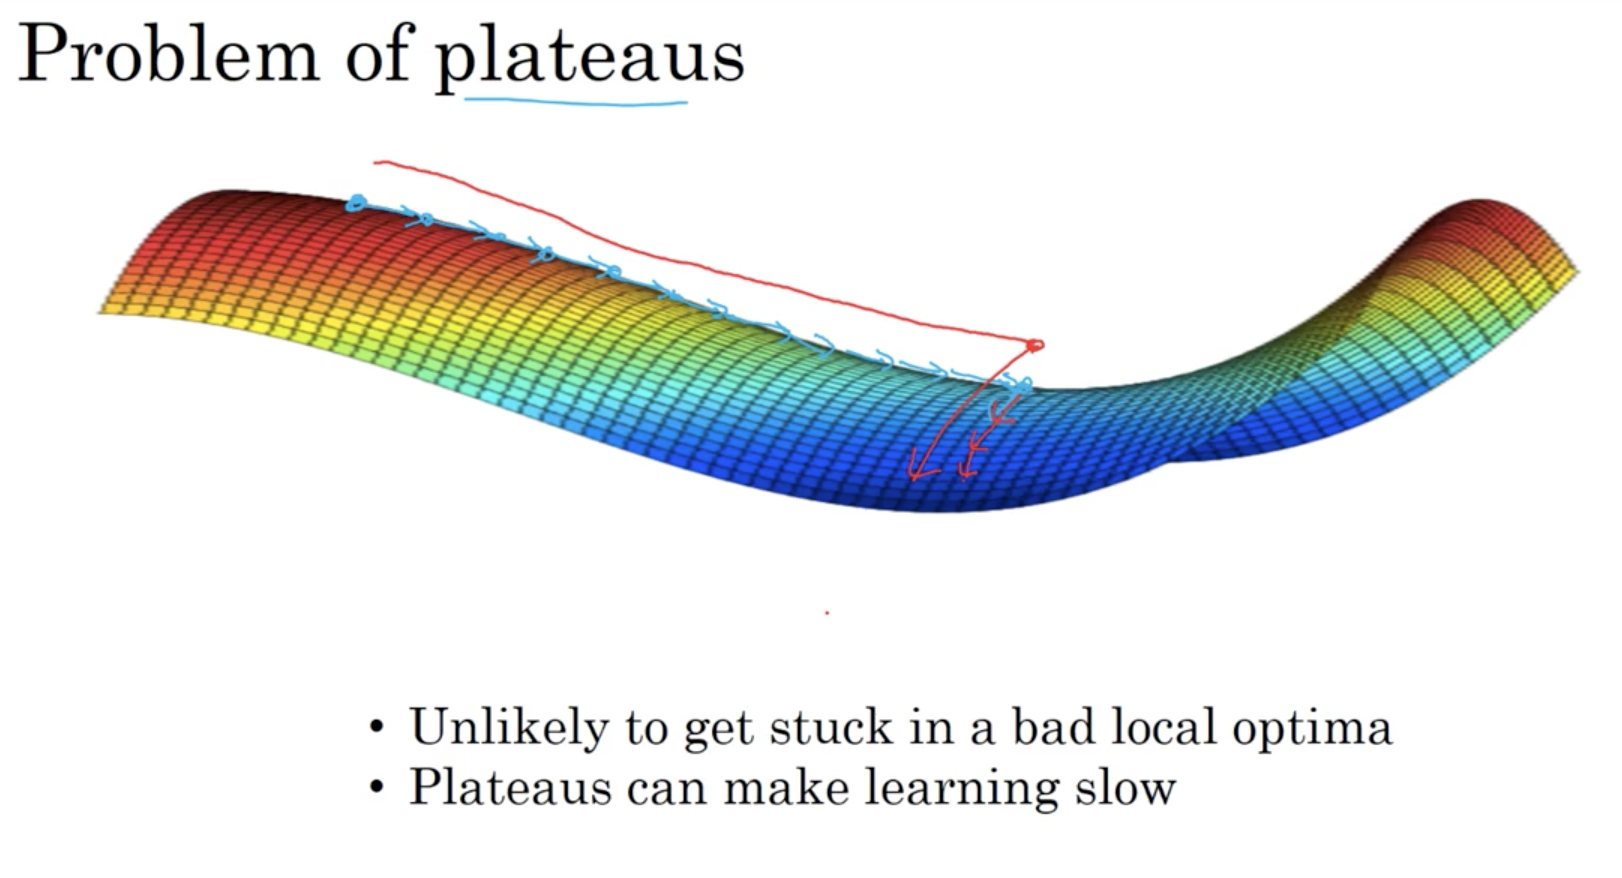 Problem of plateaus
• Unlikely to get stuck in a bad local optima
• Plateaus can make learning slow